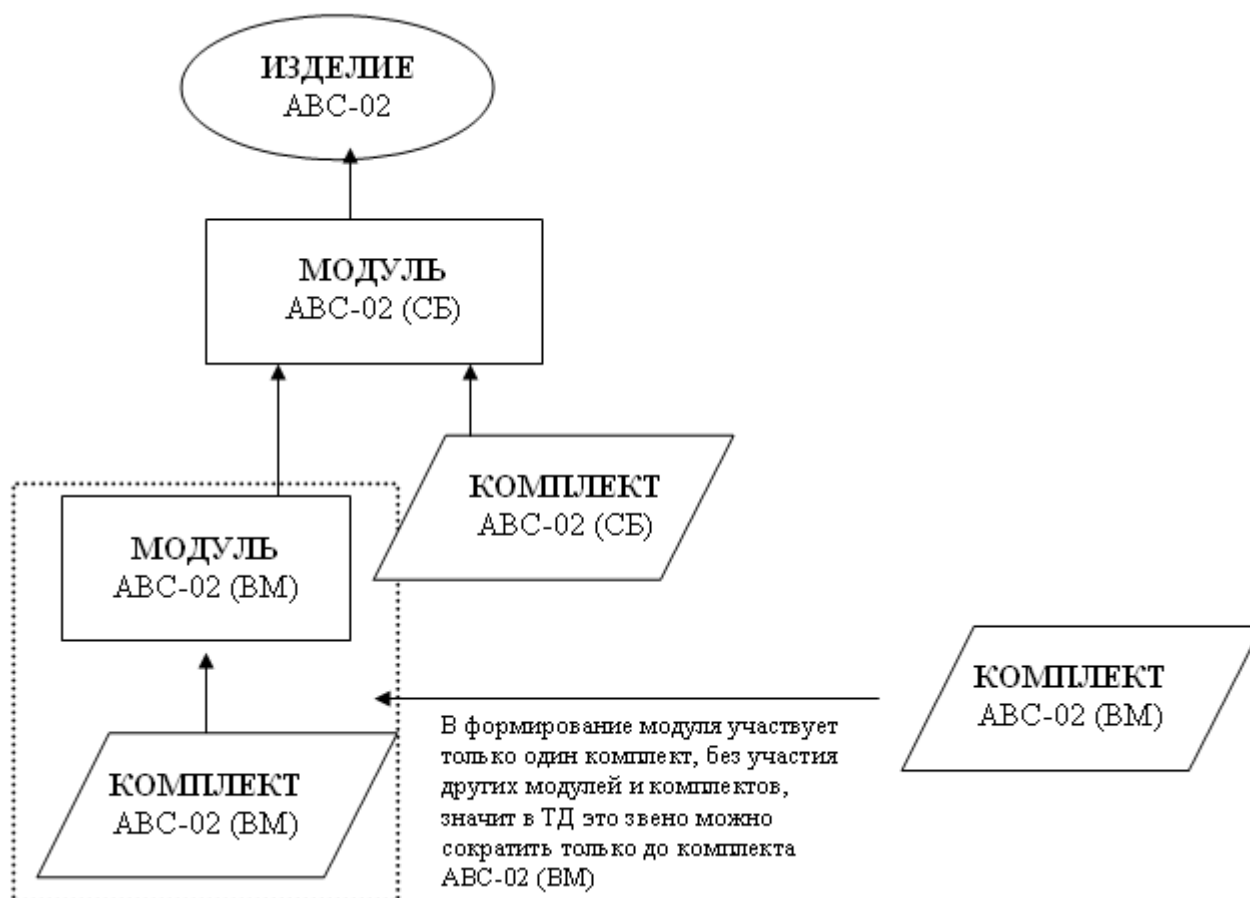 ИЗДЕЛИЕ
АВС-02
МОДУЛЬ
АВС-02 (СБ)
КОМПЛЕКТ
АВС-02 (СБ)
МОДУЛЬ
АВС-02 (ВМ)
КОМПЛЕКТ
АВС-02 (ВМ)
В формирование модуля участвует
только один комплект, без участия
других модулей и комплектов,
значит в ТД это звено можно
сократить только до комплекта
АВС-02 (ВМ)
КОМПЛЕКТ
АВС-02 (ВМ)